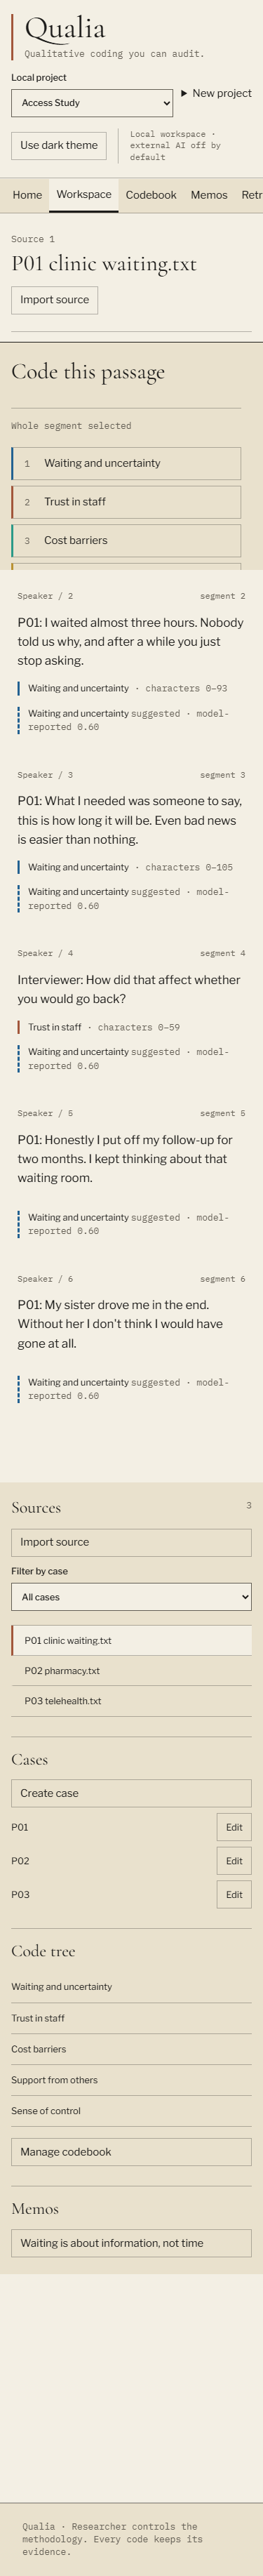 Qualia
Qualitative coding you can audit.
Local project
Access Study
▶ New project
Use dark theme
Local workspace ·
external AI off by
default
Home Workspace Codebook Memos Retr
Source 1
P01 clinic waiting.txt
Import source
Code this passage
Whole segment selected
1 Waiting and uncertainty
2 Trust in staff
3 Cost barriers
Speaker / 2 segment 2
P01: I waited almost three hours. Nobody
told us why, and after a while you just
stop asking.
Waiting and uncertainty · characters 0–93
Waiting and uncertainty suggested · model-
reported 0.60
Speaker / 3 segment 3
P01: What I needed was someone to say,
this is how long it will be. Even bad news
is easier than nothing.
Waiting and uncertainty · characters 0–105
Waiting and uncertainty suggested · model-
reported 0.60
Speaker / 4 segment 4
Interviewer: How did that affect whether
you would go back?
Trust in staff · characters 0–59
Waiting and uncertainty suggested · model-
reported 0.60
Speaker / 5 segment 5
P01: Honestly I put off my follow-up for
two months. I kept thinking about that
waiting room.
Waiting and uncertainty suggested · model-
reported 0.60
Speaker / 6 segment 6
P01: My sister drove me in the end.
Without her I don't think I would have
gone at all.
Waiting and uncertainty suggested · model-
reported 0.60
Sources 3
Import source
Filter by case
All cases
P01 clinic waiting.txt
P02 pharmacy.txt
P03 telehealth.txt
Cases
Create case
P01 Edit
P02 Edit
P03 Edit
Code tree
Waiting and uncertainty
Trust in staff
Cost barriers
Support from others
Sense of control
Manage codebook
Memos
Waiting is about information, not time
Qualia · Researcher controls the
methodology. Every code keeps its
evidence.